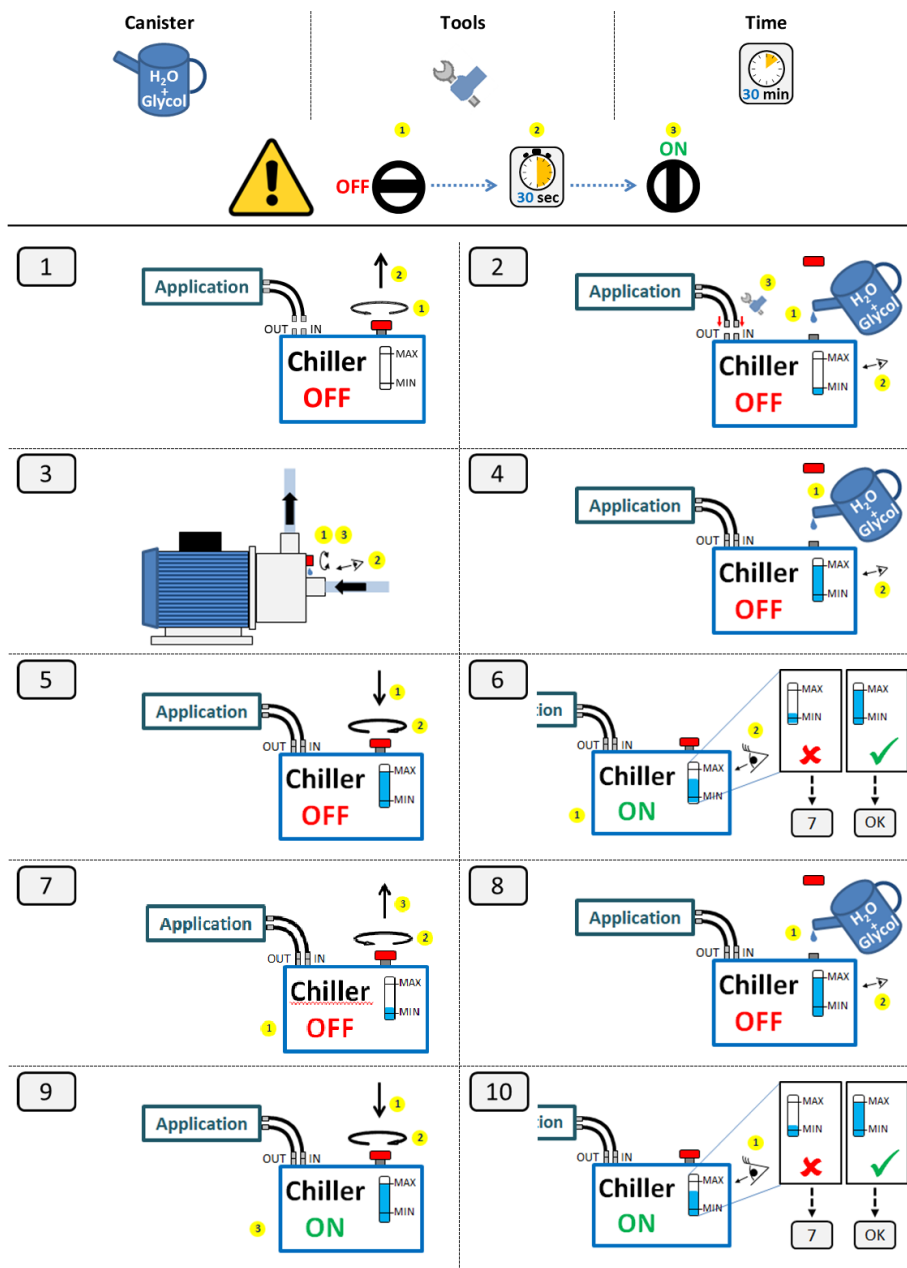 Canister
Tools
Time
H2O
+
Glycol
30 min
1
2
3
ON
OFF
30 sec
1
Application
2
1
OUT
IN
Chiller
OFF
MAX
MIN
2
Application
3
1
H2O
+
Glycol
OUT
IN
Chiller
OFF
MAX
MIN
2
3
1 3
2
4
Application
1
H2O
+
Glycol
OUT
IN
Chiller
OFF
MAX
MIN
2
5
Application
1
2
OUT
IN
Chiller
OFF
MAX
MIN
6
tion
OUT
IN
2
Chiller
ON
MAX
MIN
1
MAX
MIN
MAX
MIN
7
OK
7
Application
3
2
OUT
IN
Chiller
OFF
MAX
MIN
1
8
Application
1
H2O
+
Glycol
OUT
IN
Chiller
OFF
MAX
MIN
2
9
Application
1
2
OUT
IN
Chiller
ON
MAX
MIN
3
10
tion
OUT
IN
1
Chiller
ON
MAX
MIN
MAX
MIN
MAX
MIN
7
OK